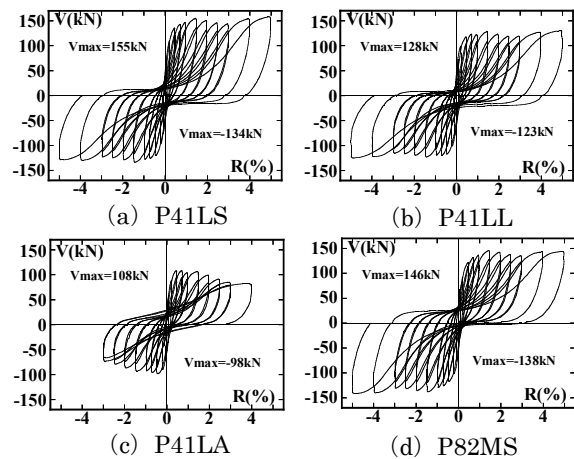 V(kN)
150
100
50
0
-50
-100
-150
Vmax=155kN
Vmax=-134kN
R(%)
-4 -2 0 2 4
(a) P41LS
V(kN)
150
100
50
0
-50
-100
-150
Vmax=128kN
Vmax=-123kN
R(%)
-4 -2 0 2 4
(b) P41LL
V(kN)
150
100
50
0
-50
-100
-150
Vmax=108kN
Vmax=-98kN
R(%)
-4 -2 0 2 4
(c) P41LA
V(kN)
150
100
50
0
-50
-100
-150
Vmax=146kN
Vmax=-138kN
R(%)
-4 -2 0 2 4
(d) P82MS